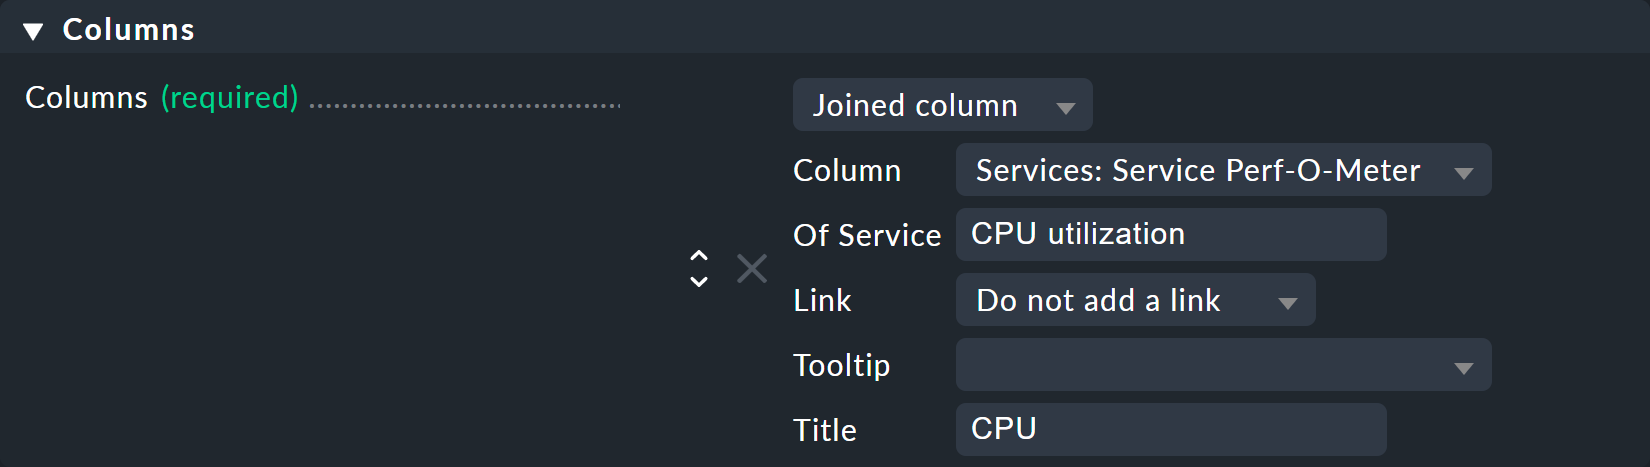 Columns
Columns (required)
Joined column
Column Services: Service Perf-O-Meter
Of Service CPU utilization
Link Do not add a link
Tooltip
Title CPU